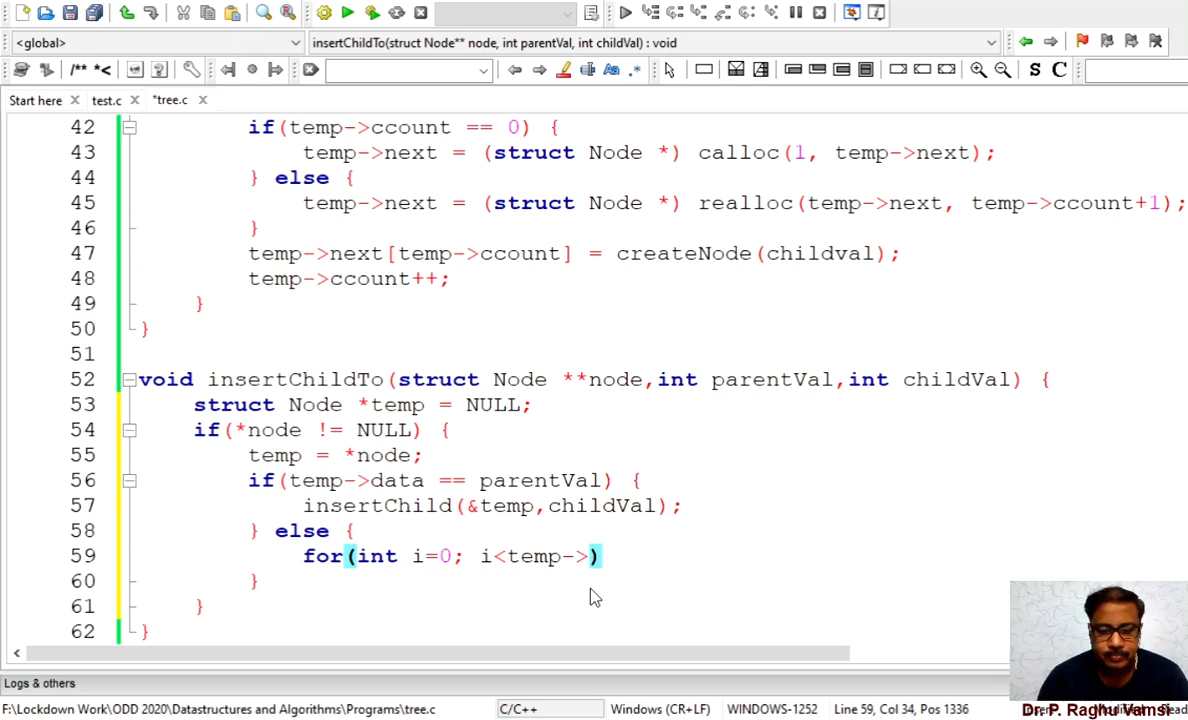 /** *<
S C
<global>
insertChildTo(struct Node** node, int parentVal, int childVal) : void
Start here
test.c
*tree.c
42 if(temp->ccount == 0) {
43 temp->next = (struct Node *) calloc(1, temp->next);
44 } else {
45 temp->next = (struct Node *) realloc(temp->next, temp->ccount+1);
46 }
47 temp->next[temp->ccount] = createNode(childval);
48 temp->ccount++;
49 }
50 }
51
52 void insertChildTo(struct Node **node,int parentVal,int childVal) {
53 struct Node *temp = NULL;
54 if(*node != NULL) {
55 temp = *node;
56 if(temp->data == parentVal) {
57 insertChild(&temp,childVal);
58 } else {
59 for(int i=0; i<temp->)
60 }
61 }
62 }
Logs & others
F:\Lockdown Work\ODD 2020\Datastructures and Algorithms\Programs\tree.c
C/C++
Windows (CR+LF)
WINDOWS-1252
Line 59, Col 34, Pos 1336
Dr. P. Raghu Vamsi